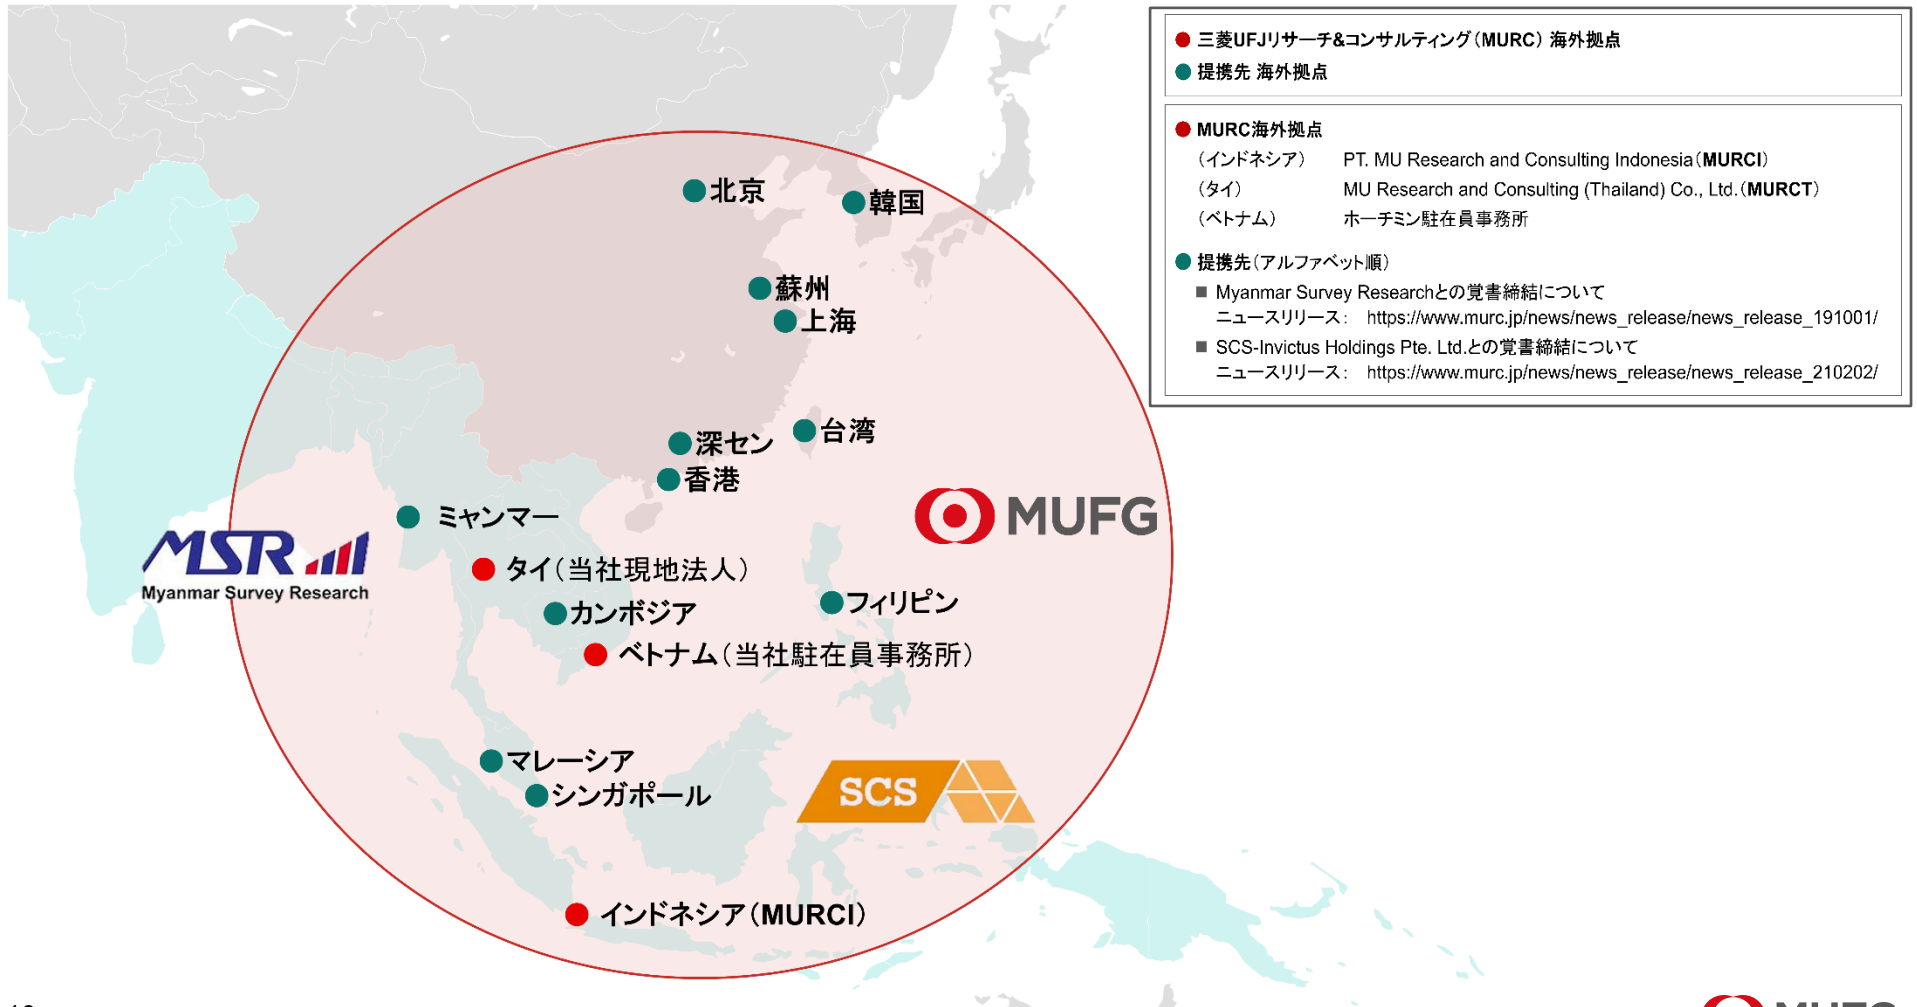 ● 三菱UFJリサーチ&コンサルティング(MURC) 海外拠点
● 提携先 海外拠点
● MURC海外拠点
(インドネシア) PT. MU Research and Consulting Indonesia(MURCI)
(タイ) MU Research and Consulting (Thailand) Co., Ltd.(MURCT)
(ベトナム) ホーチミン駐在員事務所
● 提携先(アルファベット順)
■ Myanmar Survey Researchとの覚書締結について
ニュースリリース: https://www.murc.jp/news/news_release/news_release_191001/
■ SCS-Invictus Holdings Pte. Ltd.との覚書締結について
ニュースリリース: https://www.murc.jp/news/news_release/news_release_210202/
北京
韓国
蘇州
上海
台湾
深セン
香港
MUFG
ミャンマー
MSR
Myanmar Survey Research
タイ(当社現地法人)
カンボジア
フィリピン
ベトナム(当社駐在員事務所)
マレーシア
シンガポール
SCS
インドネシア(MURCI)
MUFG